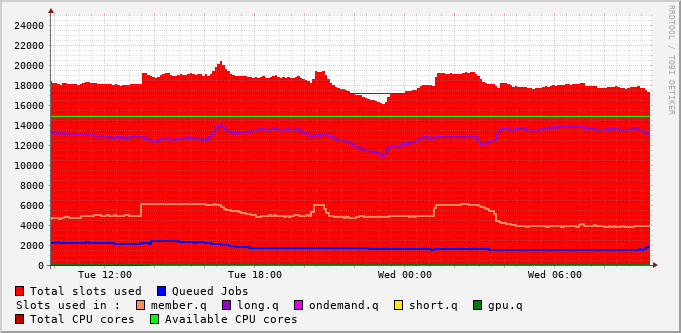 RRDTOOL / TOBI OETIKER
24000
22000
20000
18000
16000
14000
12000
10000
8000
6000
4000
2000
0
Tue 12:00 Tue 18:00 Wed 00:00 Wed 06:00
Total slots used Queued Jobs
Slots used in : member.q long.q ondemand.q short.q gpu.q
Total CPU cores Available CPU cores